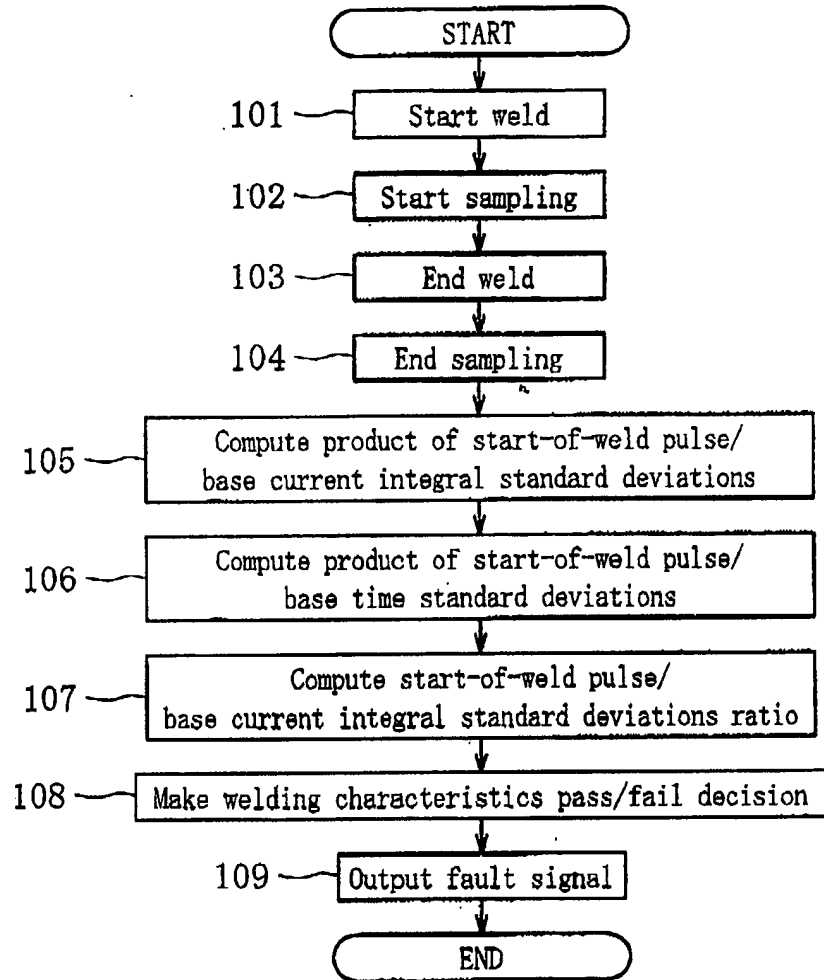 START
101
Start weld
102
Start sampling
103
End weld
104
End sampling
105
Compute product of start-of-weld pulse/
base current integral standard deviations
106
Compute product of start-of-weld pulse/
base time standard deviations
107
Compute start-of-weld pulse/
base current integral standard deviations ratio
108
Make welding characteristics pass/fail decision
109
Output fault signal
END